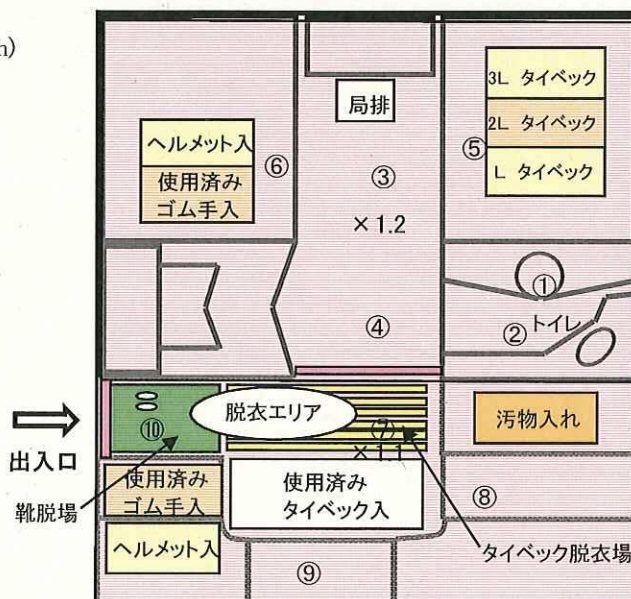 h)
3L タイベック
局排
2L タイベック
ヘルメット入
⑥
③
⑤
L タイベック
使用済み
ゴム手入
×1.2
①
④
②
トイレ
脱衣エリア
⑩
⑦
×1.1
汚物入れ
出入口
使用済み
ゴム手入
使用済み
タイベック入
⑧
靴脱場
ヘルメット入
タイベック脱衣場
⑨